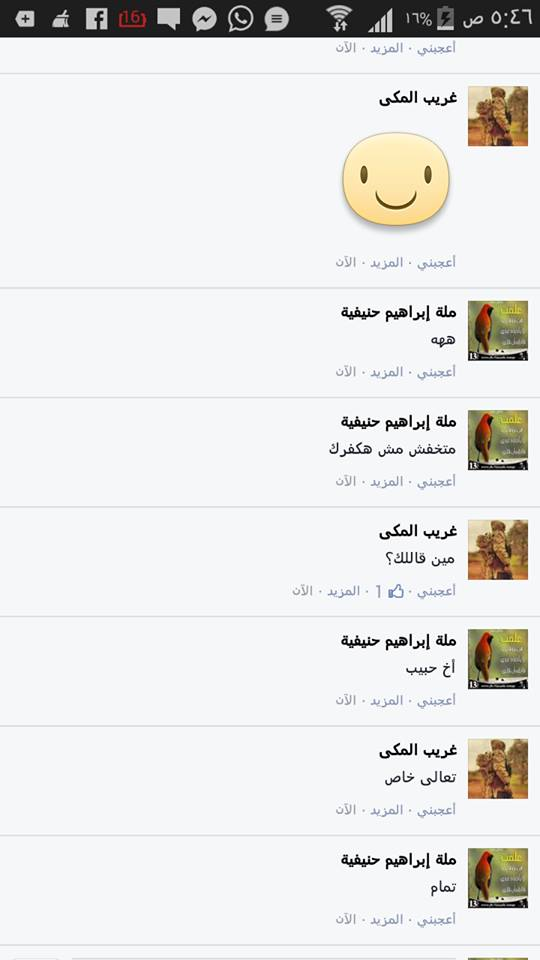 16
١٦%
٥:٤٦ ص
أعجبني · المزيد · الآن
غريب المكى
أعجبني · المزيد · الآن
ملة إبراهيم حنيفية
ههه
أعجبني · المزيد · الآن
ملة إبراهيم حنيفية
متخفش مش هكفرك
أعجبني · المزيد · الآن
غريب المكى
مين قاللك؟
أعجبني · 1 · المزيد · الآن
ملة إبراهيم حنيفية
أخ حبيب
أعجبني · المزيد · الآن
غريب المكى
تعالى خاص
أعجبني · المزيد · الآن
ملة إبراهيم حنيفية
تمام
أعجبني · المزيد · الآن